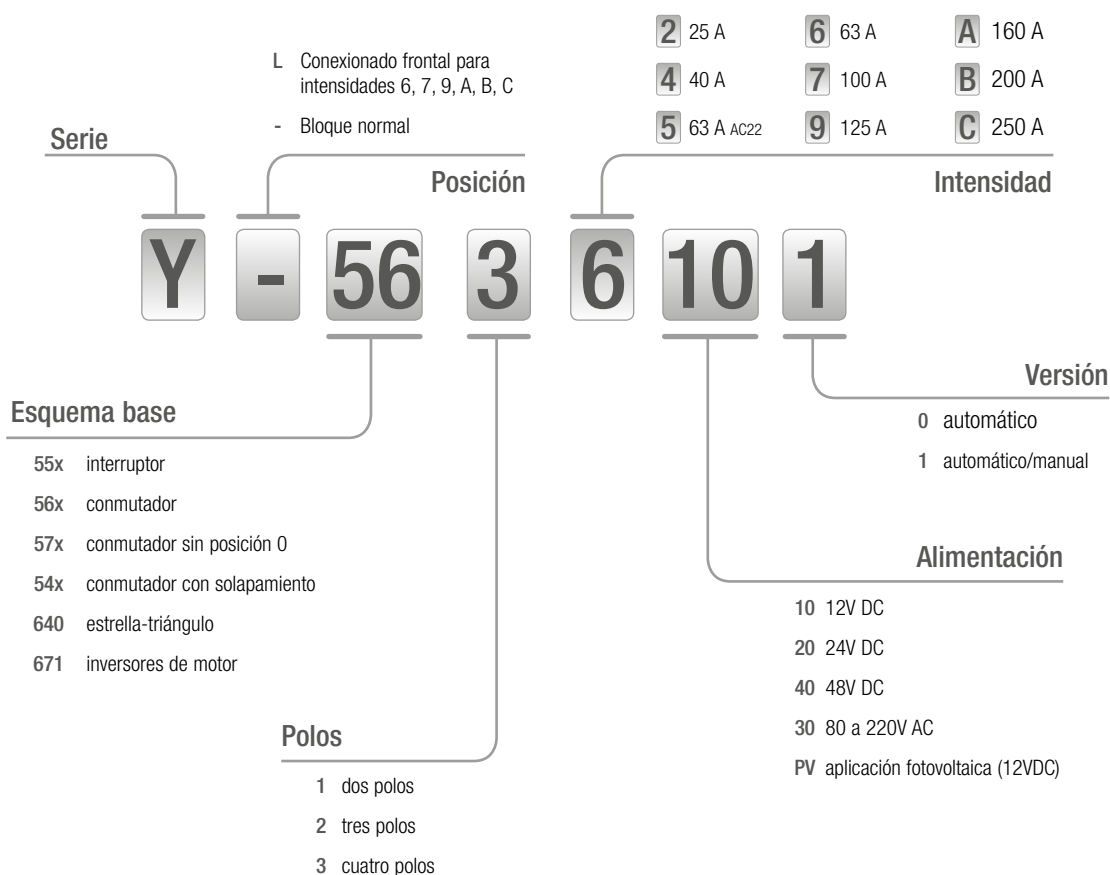 L Conexionado frontal para
intensidades 6, 7, 9, A, B, C
- Bloque normal
2 25 A
6 63 A
A 160 A
4 40 A
7 100 A
B 200 A
5 63 A AC22
9 125 A
C 250 A
Serie
Posición
Intensidad
Y - 56 3 6 10 1
Esquema base
55x interruptor
56x conmutador
57x conmutador sin posición 0
54x conmutador con solapamiento
640 estrella-triángulo
671 inversores de motor
Versión
0 automático
1 automático/manual
Alimentación
10 12V DC
20 24V DC
40 48V DC
30 80 a 220V AC
PV aplicación fotovoltaica (12VDC)
Polos
1 dos polos
2 tres polos
3 cuatro polos